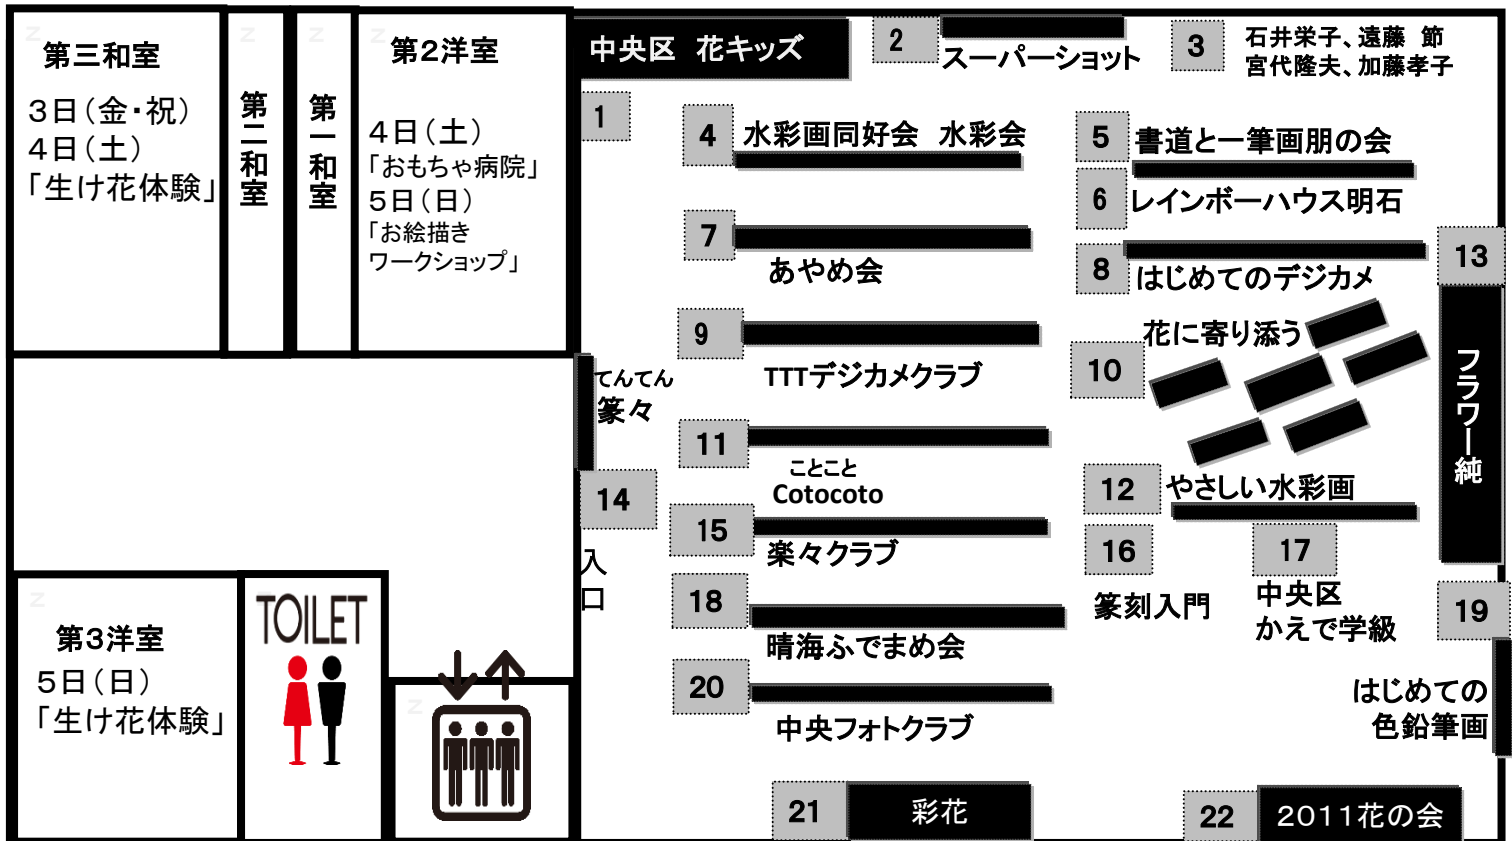 第三和室
3日(金・祝)
4日(土)
「生け花体験」
第二和室
第一和室
第2洋室
4日(土)
「おもちゃ病院」
5日(日)
「お絵描き
ワークショップ」
中央区 花キッズ
1
2
スーパーショット
3
石井栄子、遠藤 節
宮代隆夫、加藤孝子
4
水彩画同好会 水彩会
5
書道と一筆画朋の会
6
レインボーハウス明石
7
あやめ会
8
はじめてのデジカメ
9
TTTデジカメクラブ
10
花に寄り添う
11
ことこと
Cotocoto
12
やさしい水彩画
13
フラワー純
てんてん
篆々
14
入口
15
楽々クラブ
16
篆刻入門
17
中央区
かえで学級
18
晴海ふでまめ会
19
はじめての
色鉛筆画
20
中央フォトクラブ
21
彩花
22
2011花の会
第3洋室
5日(日)
「生け花体験」
TOILET